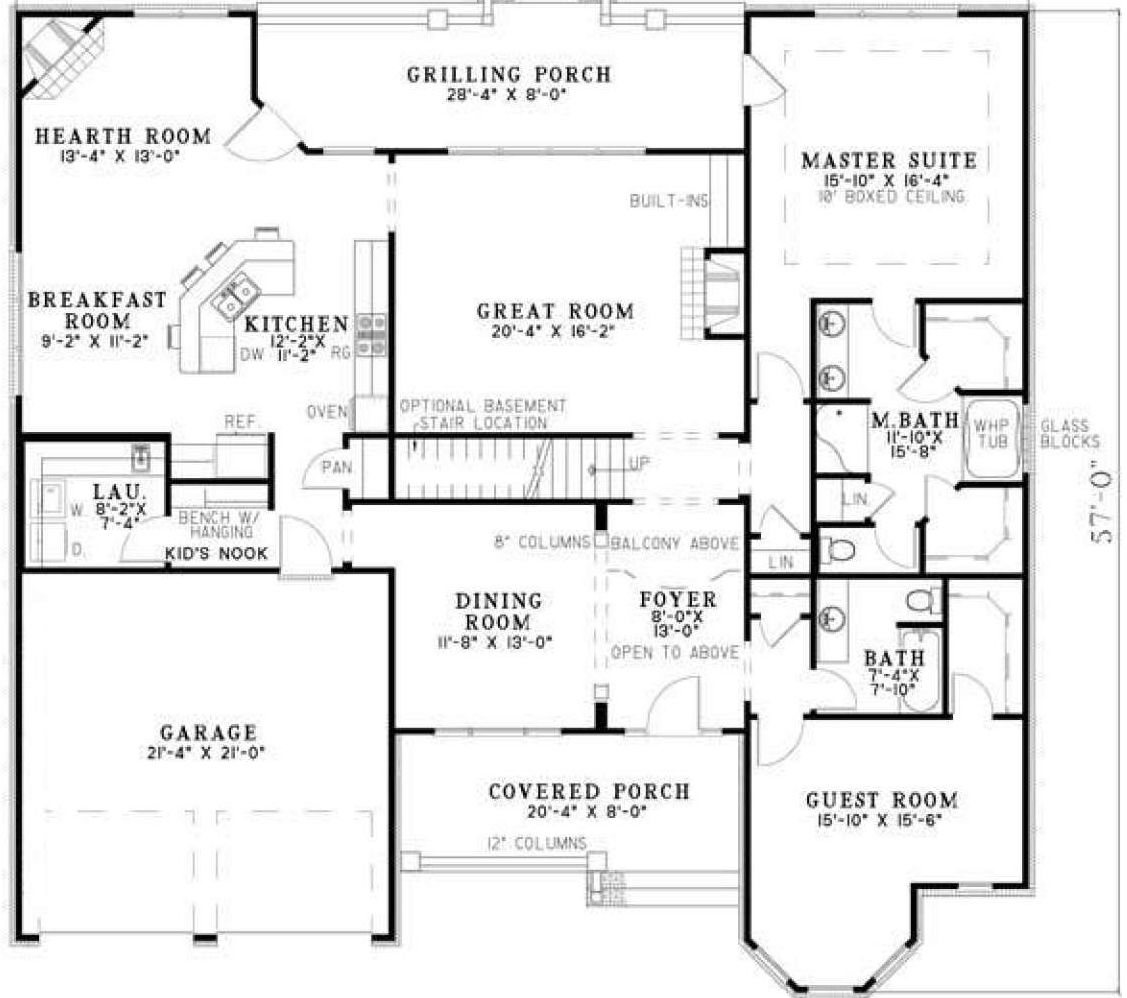 GRILLING PORCH
28'-4" X 8'-0"
HEARTH ROOM
13'-4" X 13'-0"
MASTER SUITE
15'-10" X 16'-4"
10' BOXED CEILING
BUILT-INS
BREAKFAST
ROOM
9'-2" X 11'-2"
KITCHEN
12'-2"X
11'-2"
DW
RG
GREAT ROOM
20'-4" X 16'-2"
OVEN
REF.
OPTIONAL BASEMENT
STAIR LOCATION
M.BATH
11'-10"X
15'-8"
WHP
TUB
GLASS
BLOCKS
PAN
UP
LAU.
8'-2"X
7'-4"
W.
D.
BENCH W/
HANGING
KID'S NOOK
LIN
8" COLUMNS
BALCONY ABOVE
LIN
57'-0"
DINING
ROOM
11'-8" X 13'-0"
FOYER
8'-0"X
13'-0"
OPEN TO ABOVE
BATH
7'-4"X
7'-10"
GARAGE
21'-4" X 21'-0"
COVERED PORCH
20'-4" X 8'-0"
12" COLUMNS
GUEST ROOM
15'-10" X 15'-6"